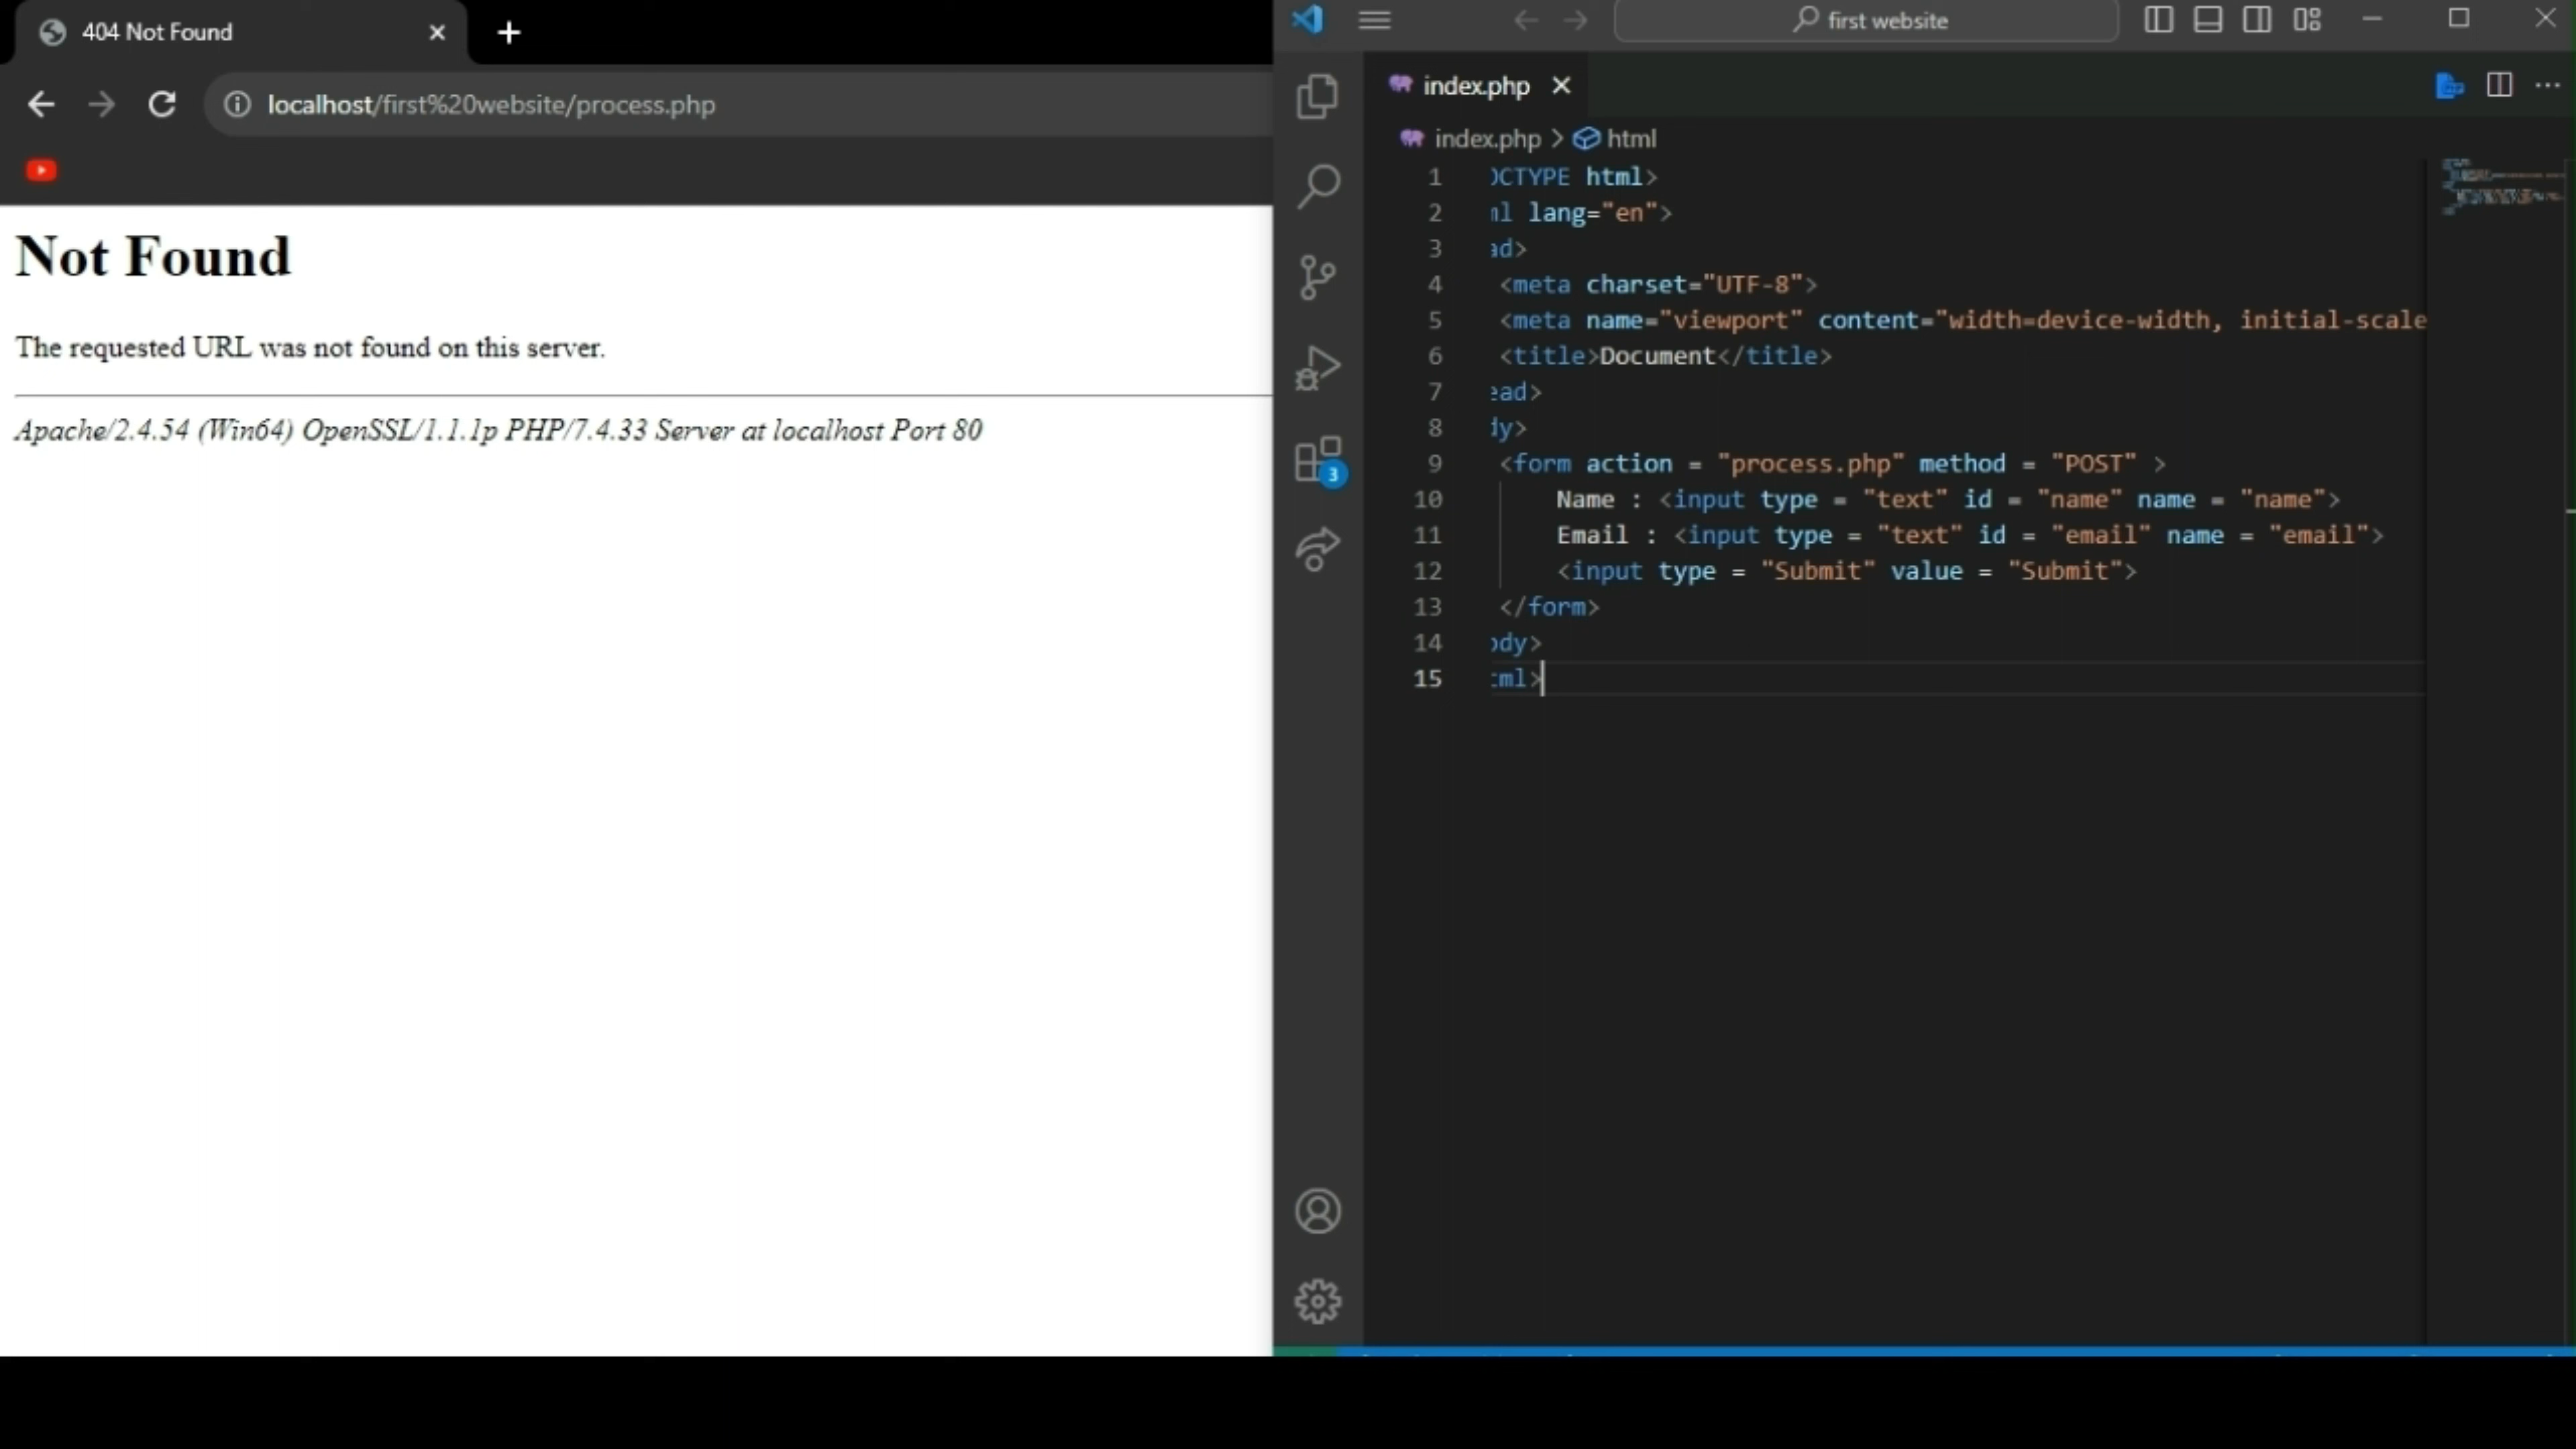 404 Not Found
localhost/first%20website/process.php
Not Found
The requested URL was not found on this server.
Apache/2.4.54 (Win64) OpenSSL/1.1.1p PHP/7.4.33 Server at localhost Port 80
first website
index.php
index.php > html
1 OCTYPE html>
2 ml lang="en">
3 ad>
4 <meta charset="UTF-8">
5 <meta name="viewport" content="width=device-width, initial-scale
6 <title>Document</title>
7 ead>
8 dy>
9 <form action = "process.php" method = "POST" >
10 Name : <input type = "text" id = "name" name = "name">
11 Email : <input type = "text" id = "email" name = "email">
12 <input type = "Submit" value = "Submit">
13 </form>
14 ody>
15 tml>
3